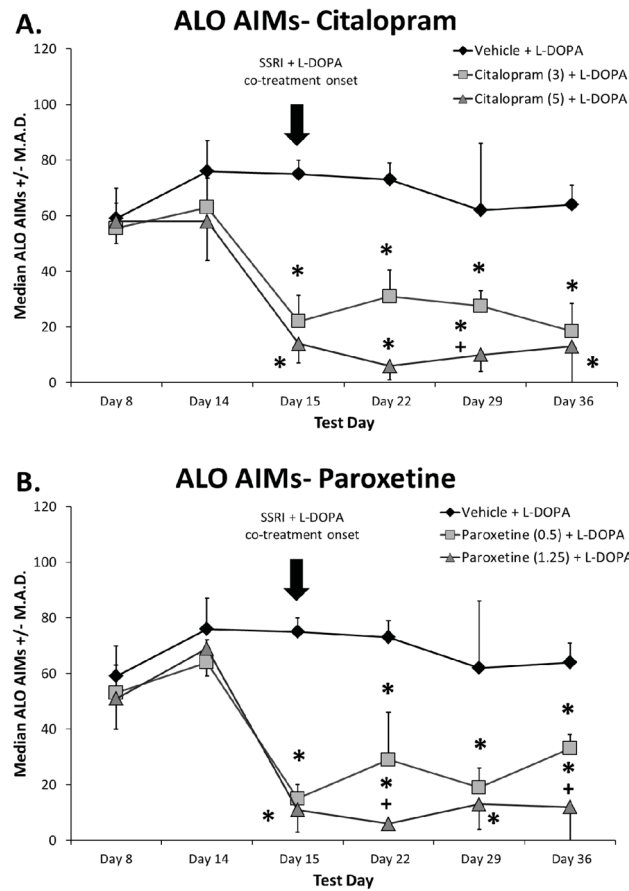 A.
ALO AIMs- Citalopram
120
100
80
60
40
20
0
Median ALO AIMs +/- M.A.D.
SSRI + L-DOPA
co-treatment onset
Vehicle + L-DOPA
Citalopram (3) + L-DOPA
Citalopram (5) + L-DOPA
* * * *
* * * + *
Day 8 Day 14 Day 15 Day 22 Day 29 Day 36
Test Day
B.
ALO AIMs- Paroxetine
120
100
80
60
40
20
0
Median ALO AIMs +/- M.A.D.
SSRI + L-DOPA
co-treatment onset
Vehicle + L-DOPA
Paroxetine (0.5) + L-DOPA
Paroxetine (1.25) + L-DOPA
* * * *
* * + * * +
Day 8 Day 14 Day 15 Day 22 Day 29 Day 36
Test Day